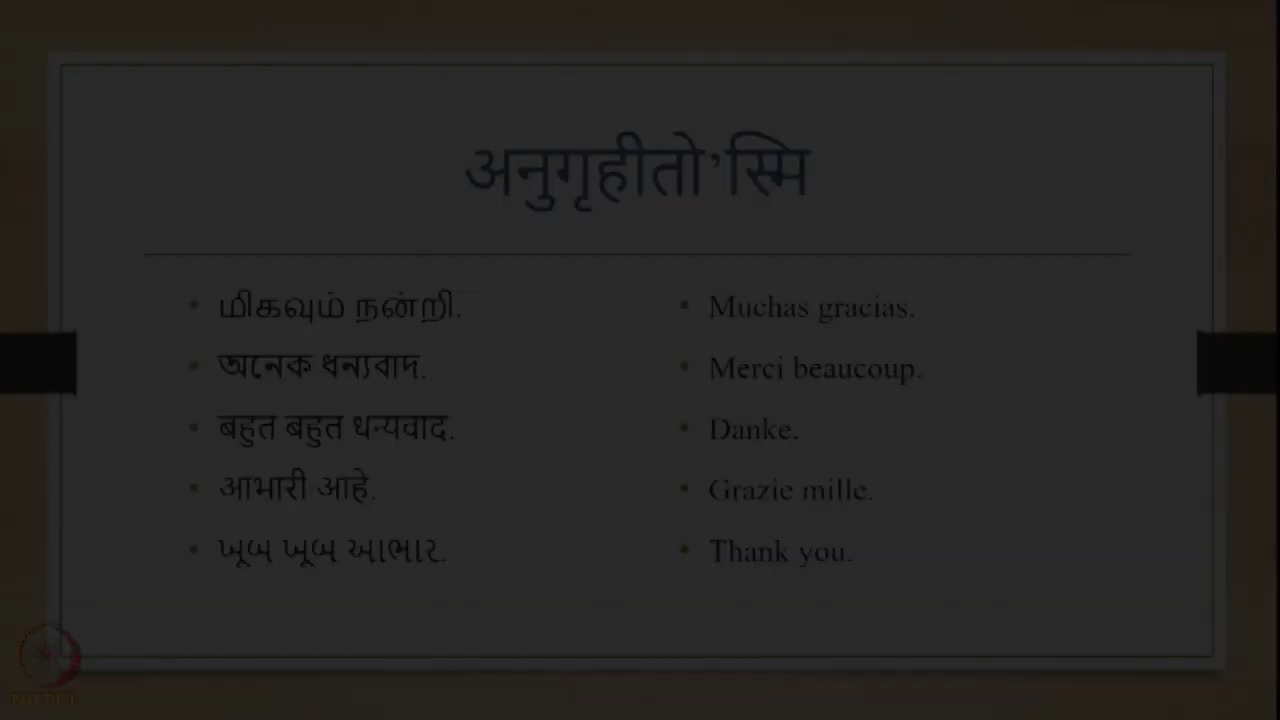 अनुगृहीतो’स्मि
மிகவும் நன்றி.
অনেক ধন্যবাদ.
बहुत बहुत धन्यवाद.
आभारी आहे.
ખૂબ ખૂબ આભાર.
Muchas gracias.
Merci beaucoup.
Danke.
Grazie mille.
Thank you.